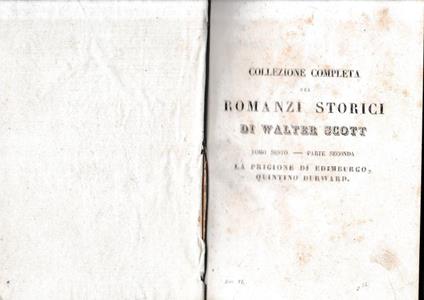 COLLEZIONE COMPLETA
DEI
ROMANZI STORICI
DI WALTER SCOTT
TOMO SESTO — PARTE SECONDA
LA PRIGIONE DI EDIMBURGO,
QUINTINO DURWARD.